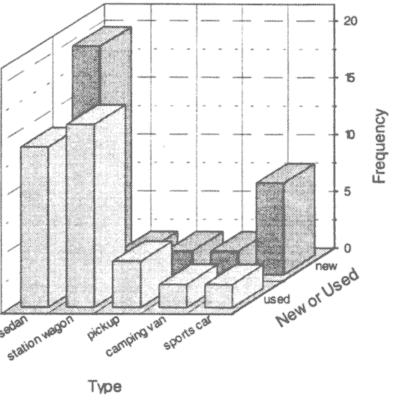 20
15
10
5
0
Frequency
new
used
New or Used
sedan
station wagon
pickup
camping van
sports car
Type